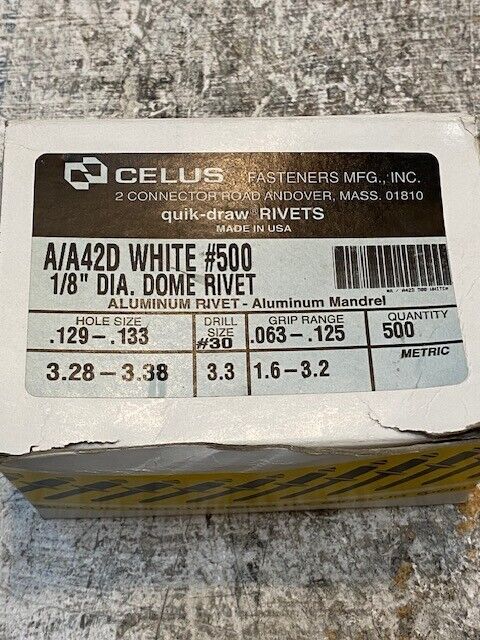 CELUS FASTENERS MFG., INC.
2 CONNECTOR ROAD ANDOVER, MASS. 01810
quik-draw® RIVETS
MADE IN USA
A/A42D WHITE #500
1/8" DIA. DOME RIVET
ALUMINUM RIVET - Aluminum Mandrel
HOLE SIZE DRILL SIZE GRIP RANGE QUANTITY
.129-.133 #30 .063-.125 500
METRIC
3.28-3.38 3.3 1.6-3.2